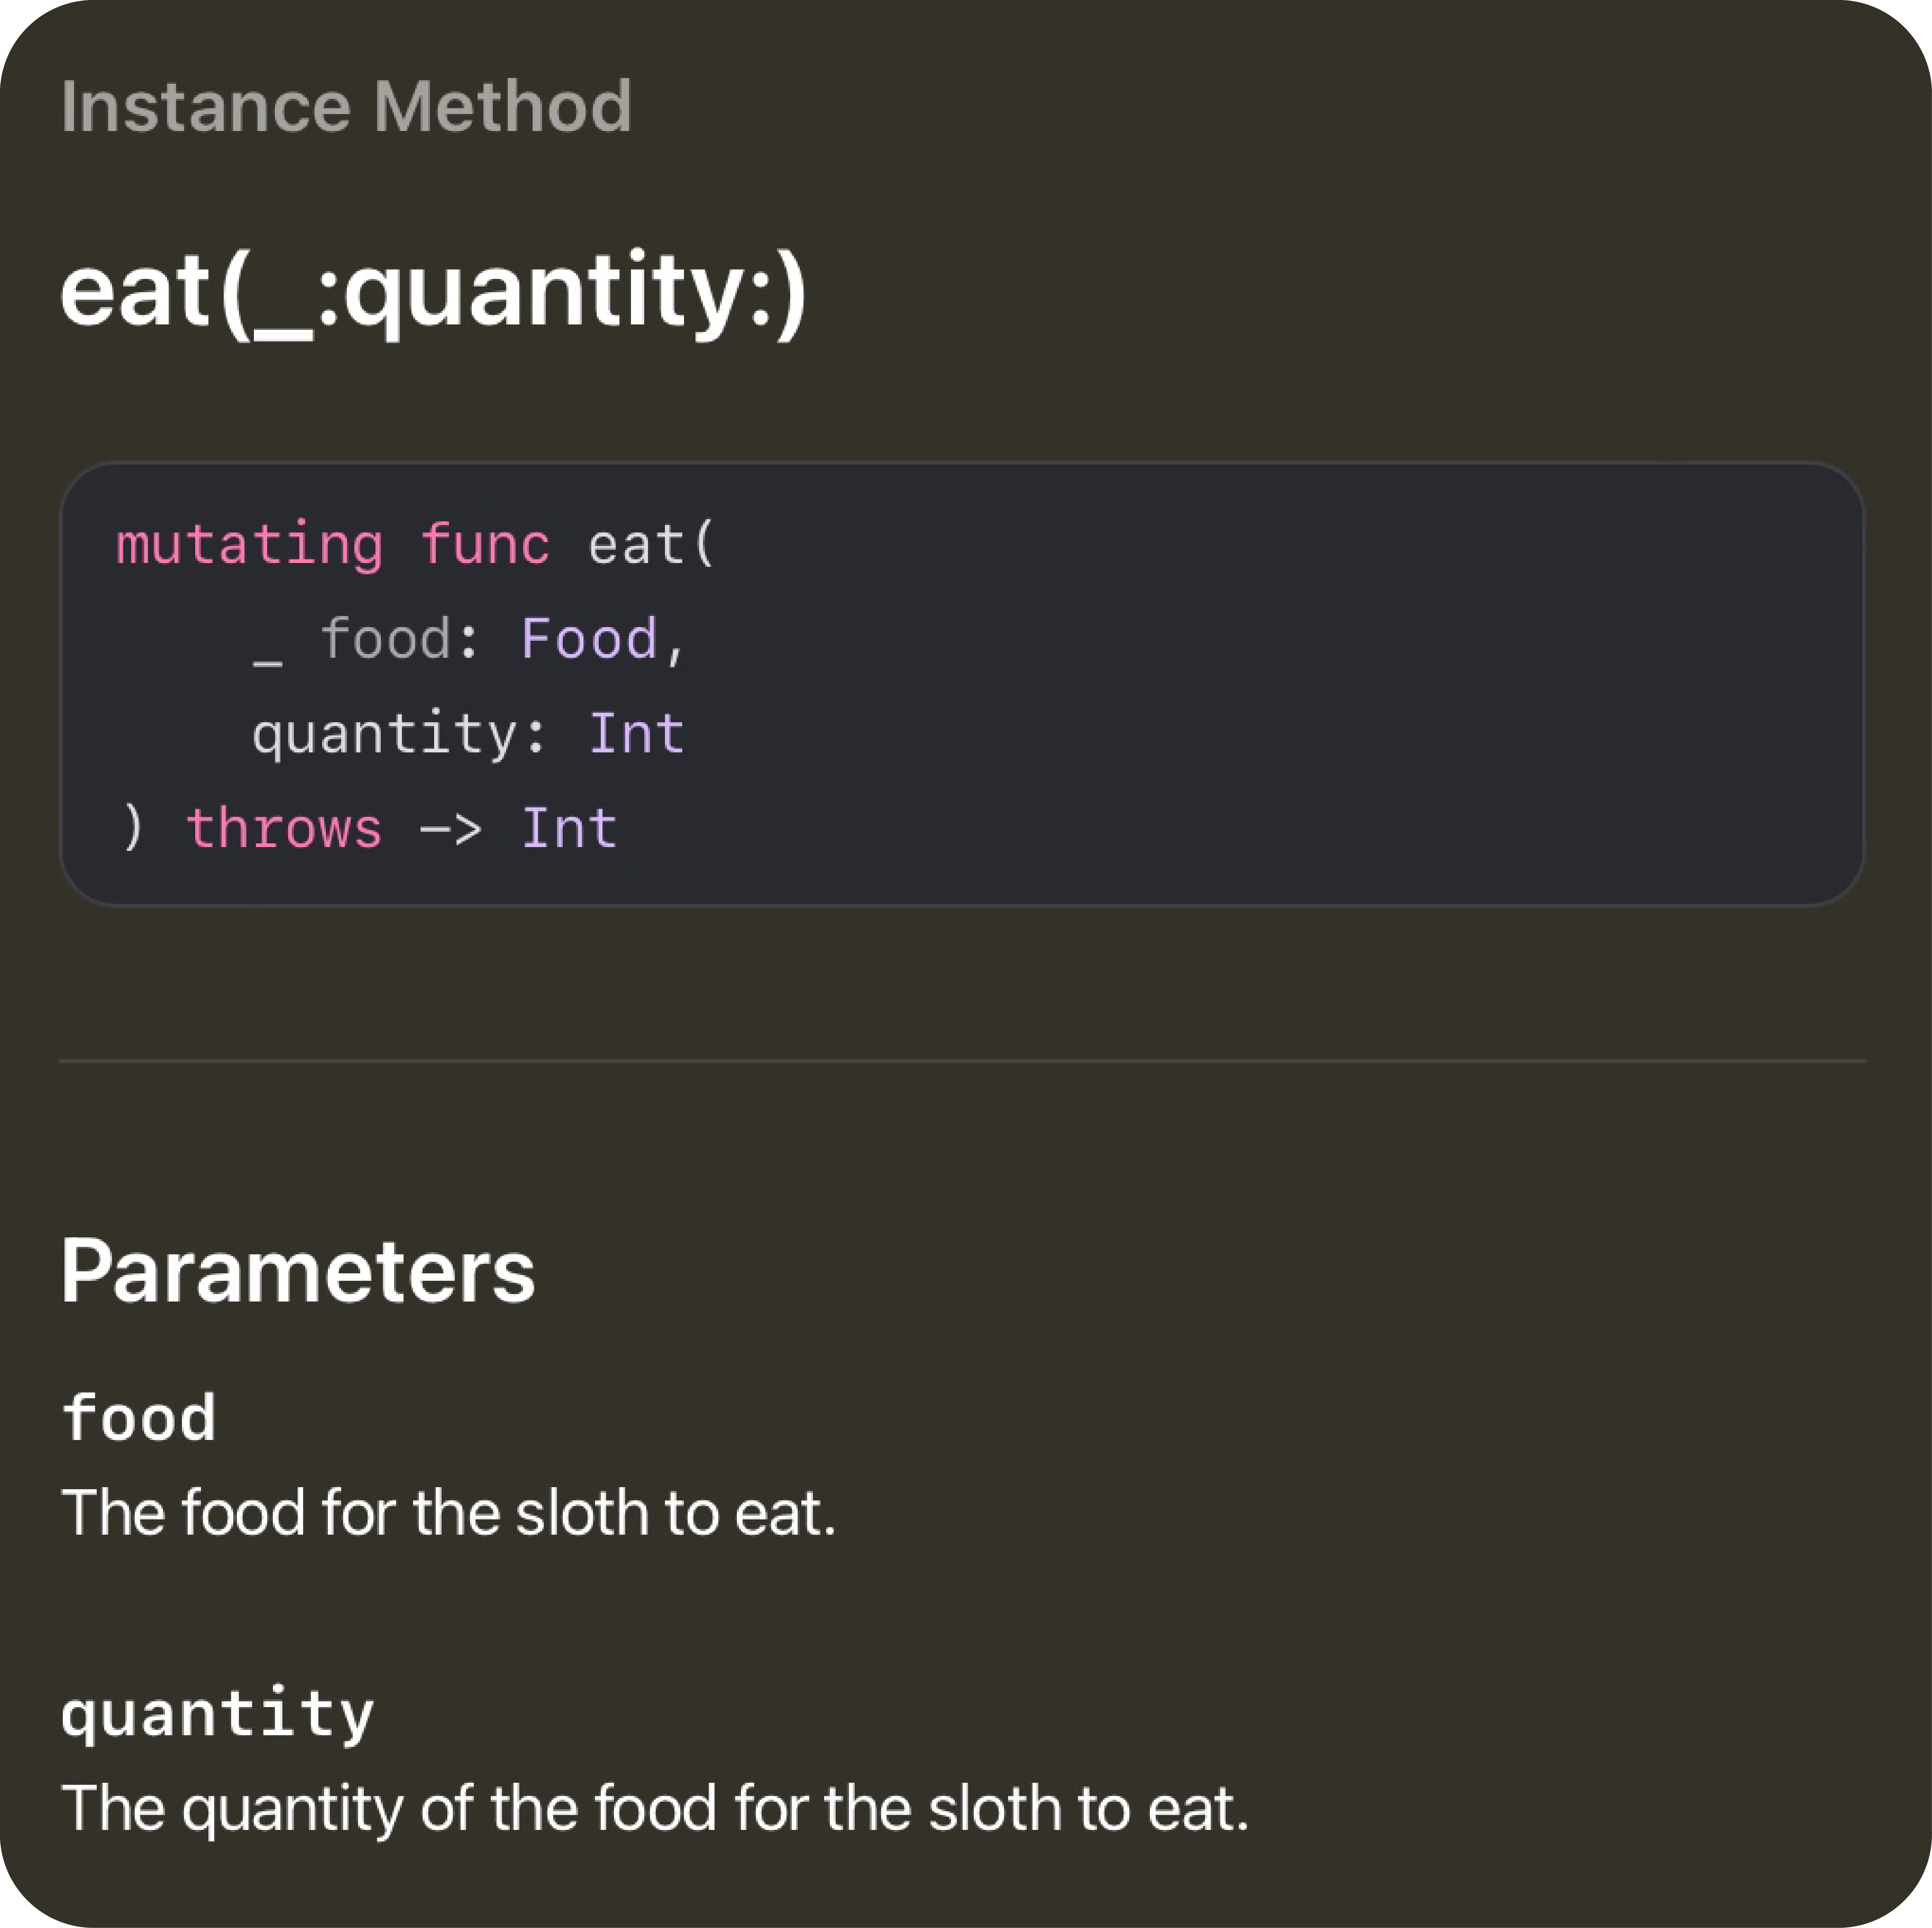 Instance Method
eat(_:quantity:)
mutating func eat(
    _ food: Food,
    quantity: Int
) throws -> Int
Parameters
food
The food for the sloth to eat.
quantity
The quantity of the food for the sloth to eat.